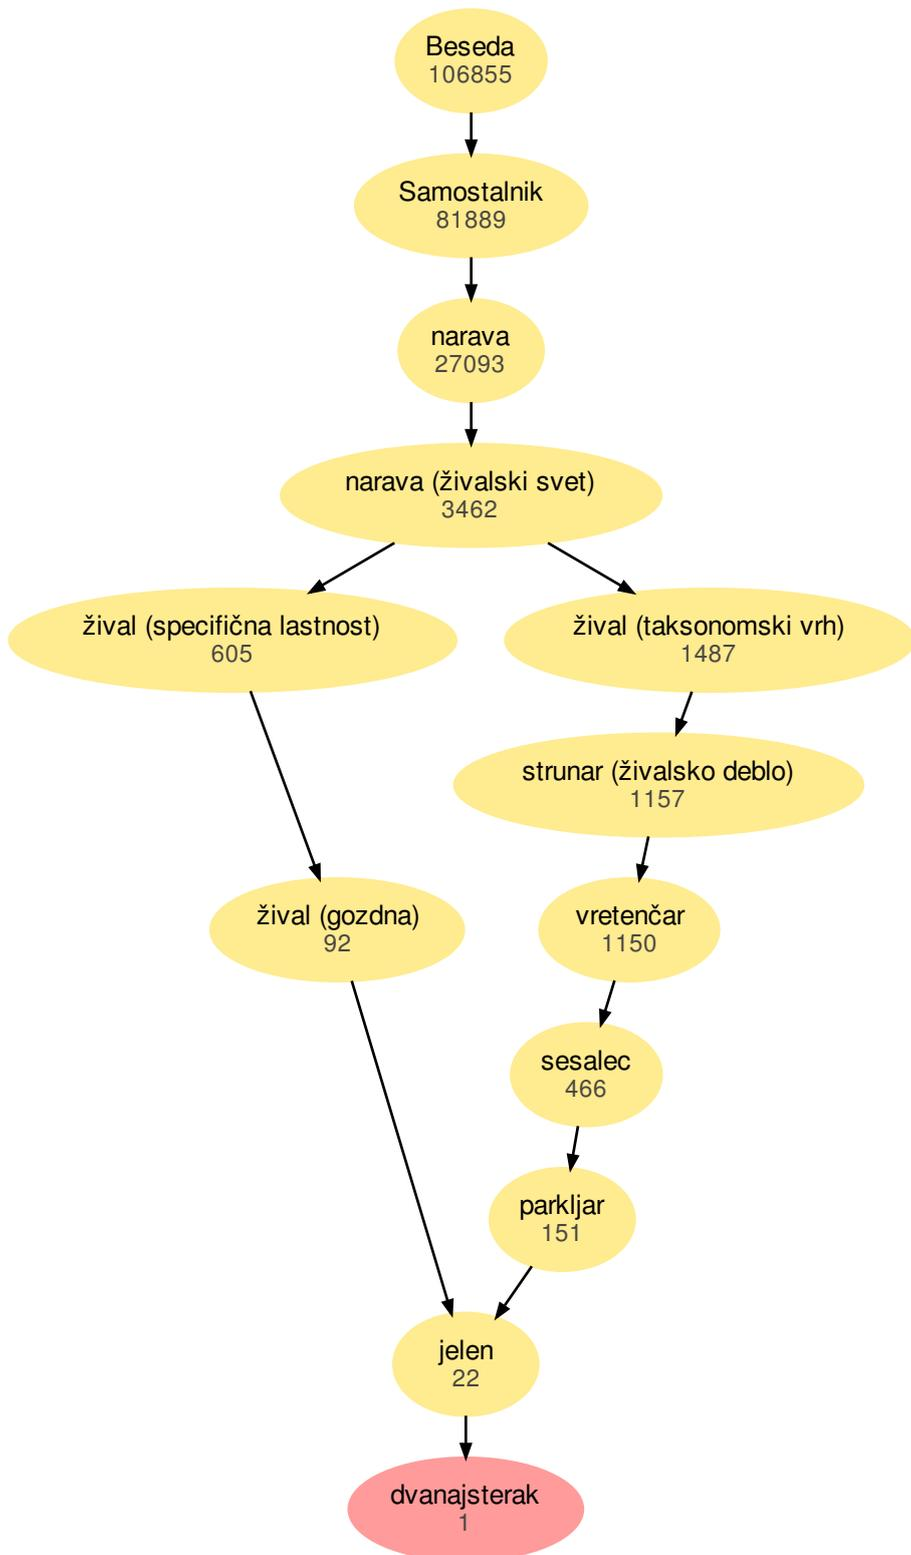 Beseda
106855
Samostalnik
81889
narava
27093
narava (živalski svet)
3462
žival (specifična lastnost)
605
žival (taksonomski vrh)
1487
strunar (živalsko deblo)
1157
žival (gozdna)
92
vretenčar
1150
sesalec
466
parkljar
151
jelen
22
dvanajsterak
1